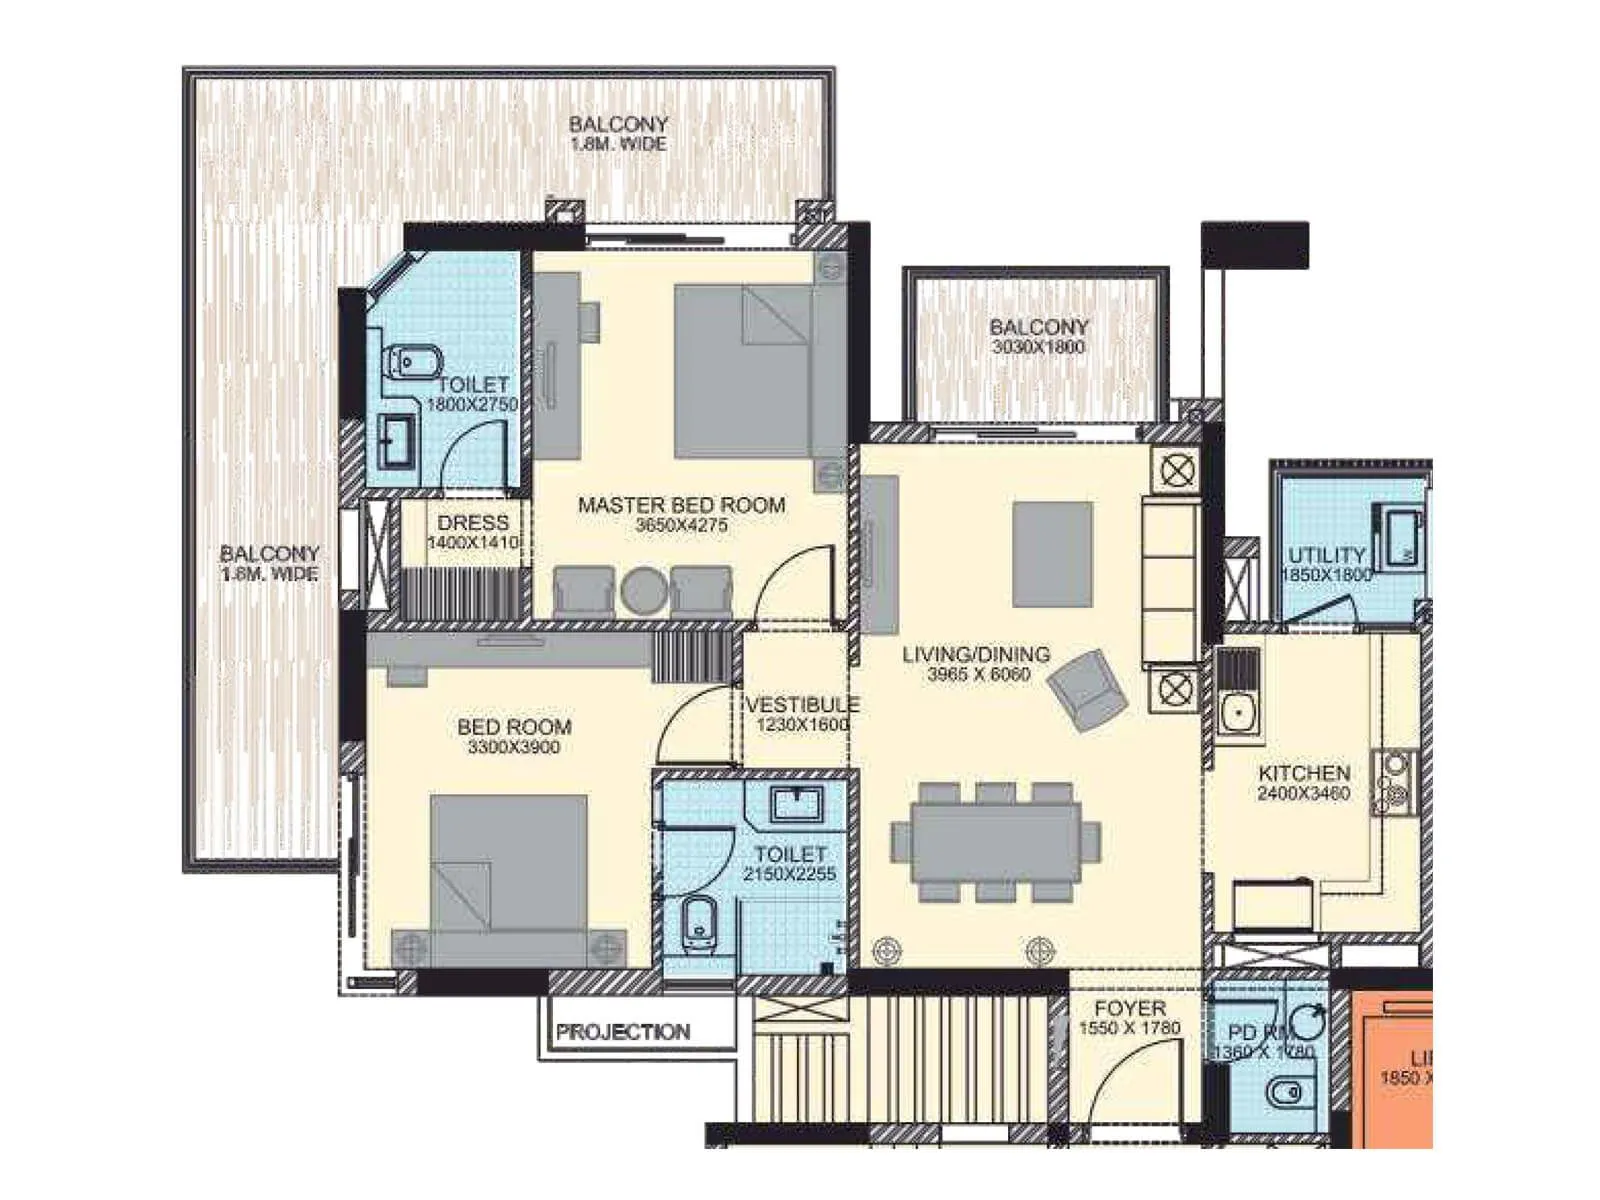 BALCONY
1.8M. WIDE
BALCONY
3030X1800
TOILET
1800X2750
MASTER BED ROOM
3650X4275
DRESS
1400X1410
BALCONY
1.8M. WIDE
UTILITY
1850X1800
W
LIVING/DINING
3965 X 6060
VESTIBULE
1230X1600
BED ROOM
3300X3900
KITCHEN
2400X3460
TOILET
2150X2255
FOYER
1550 X 1780
PROJECTION
PD RM.
1360 X 1780
1850 X